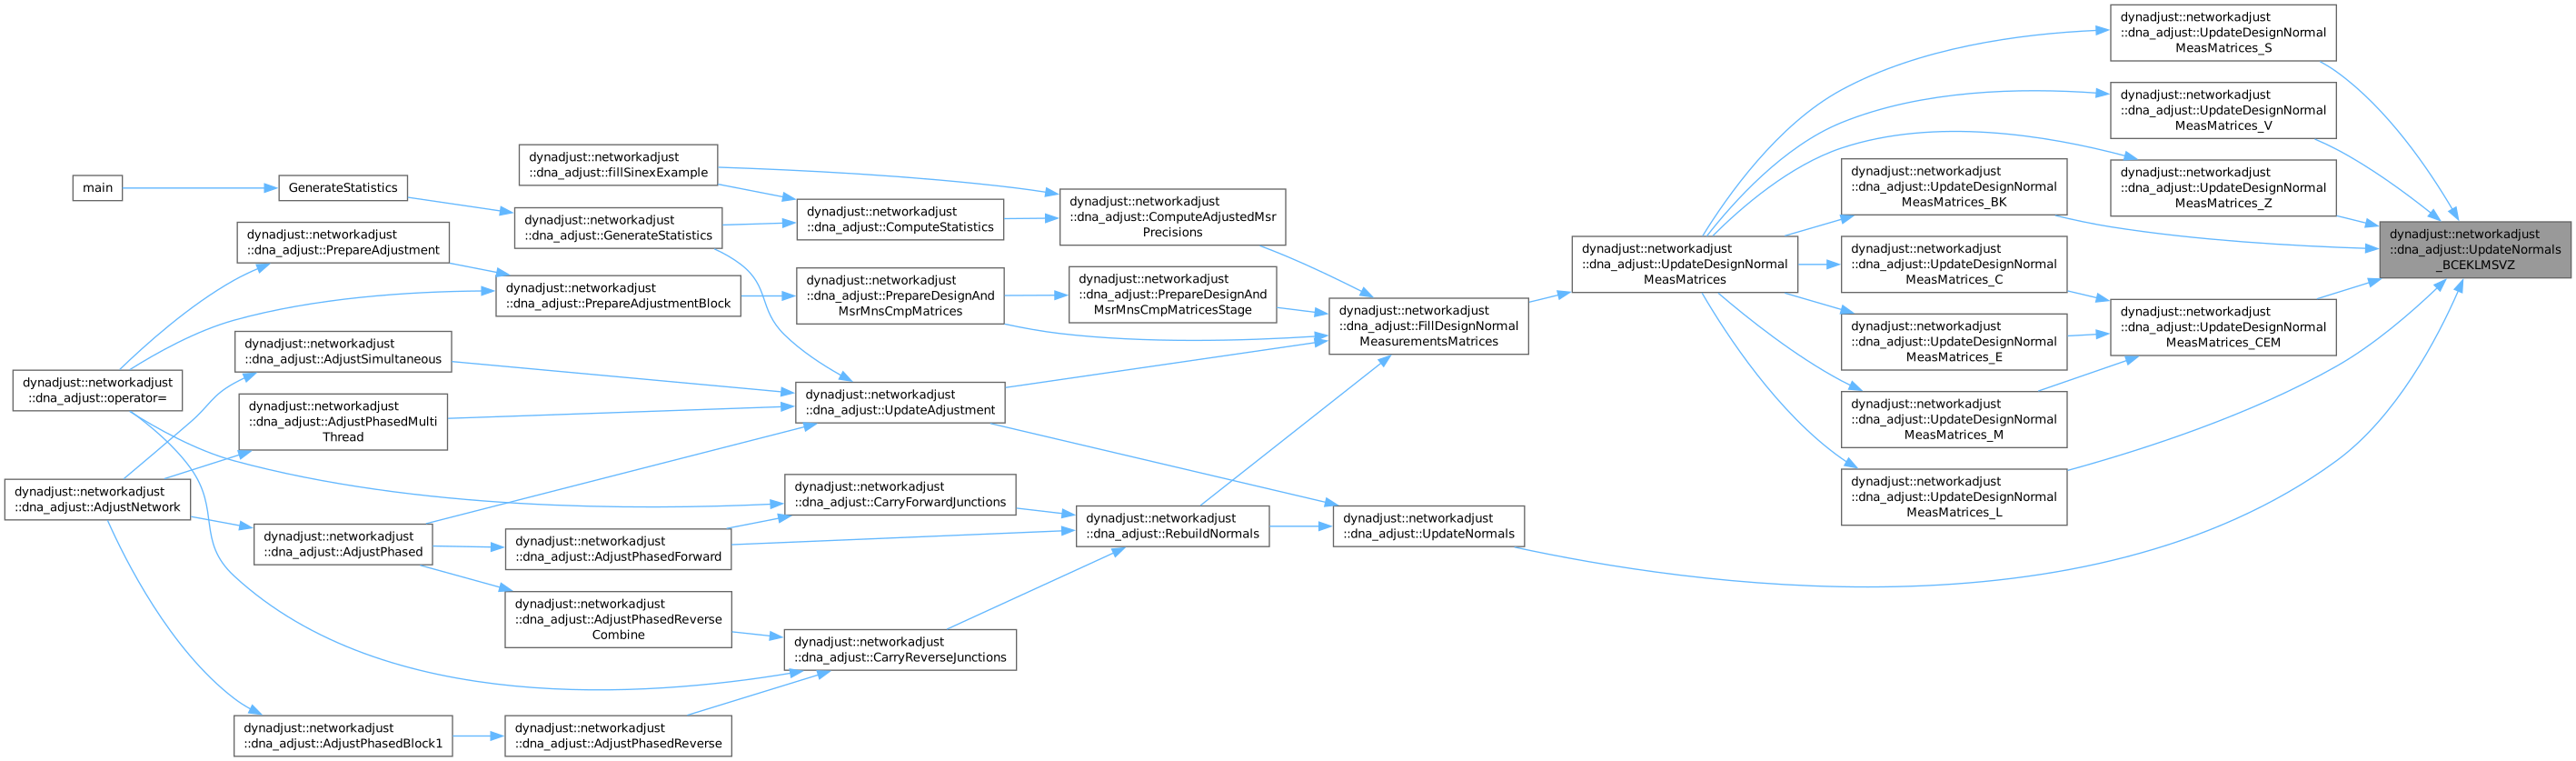 main
GenerateStatistics
dynadjust::networkadjust
::dna_adjust::operator=
dynadjust::networkadjust
::dna_adjust::AdjustNetwork
dynadjust::networkadjust
::dna_adjust::PrepareAdjustment
dynadjust::networkadjust
::dna_adjust::AdjustSimultaneous
dynadjust::networkadjust
::dna_adjust::AdjustPhasedMulti
Thread
dynadjust::networkadjust
::dna_adjust::AdjustPhased
dynadjust::networkadjust
::dna_adjust::AdjustPhasedBlock1
dynadjust::networkadjust
::dna_adjust::fillSinexExample
dynadjust::networkadjust
::dna_adjust::GenerateStatistics
dynadjust::networkadjust
::dna_adjust::PrepareAdjustmentBlock
dynadjust::networkadjust
::dna_adjust::AdjustPhasedForward
dynadjust::networkadjust
::dna_adjust::AdjustPhasedReverse
Combine
dynadjust::networkadjust
::dna_adjust::AdjustPhasedReverse
dynadjust::networkadjust
::dna_adjust::ComputeStatistics
dynadjust::networkadjust
::dna_adjust::PrepareDesignAnd
MsrMnsCmpMatrices
dynadjust::networkadjust
::dna_adjust::UpdateAdjustment
dynadjust::networkadjust
::dna_adjust::CarryForwardJunctions
dynadjust::networkadjust
::dna_adjust::CarryReverseJunctions
dynadjust::networkadjust
::dna_adjust::ComputeAdjustedMsr
Precisions
dynadjust::networkadjust
::dna_adjust::PrepareDesignAnd
MsrMnsCmpMatricesStage
dynadjust::networkadjust
::dna_adjust::RebuildNormals
dynadjust::networkadjust
::dna_adjust::FillDesignNormal
MeasurementsMatrices
dynadjust::networkadjust
::dna_adjust::UpdateNormals
dynadjust::networkadjust
::dna_adjust::UpdateDesignNormal
MeasMatrices
dynadjust::networkadjust
::dna_adjust::UpdateDesignNormal
MeasMatrices_BK
dynadjust::networkadjust
::dna_adjust::UpdateDesignNormal
MeasMatrices_C
dynadjust::networkadjust
::dna_adjust::UpdateDesignNormal
MeasMatrices_E
dynadjust::networkadjust
::dna_adjust::UpdateDesignNormal
MeasMatrices_M
dynadjust::networkadjust
::dna_adjust::UpdateDesignNormal
MeasMatrices_L
dynadjust::networkadjust
::dna_adjust::UpdateDesignNormal
MeasMatrices_S
dynadjust::networkadjust
::dna_adjust::UpdateDesignNormal
MeasMatrices_V
dynadjust::networkadjust
::dna_adjust::UpdateDesignNormal
MeasMatrices_Z
dynadjust::networkadjust
::dna_adjust::UpdateDesignNormal
MeasMatrices_CEM
dynadjust::networkadjust
::dna_adjust::UpdateNormals
_BCEKLMSVZ